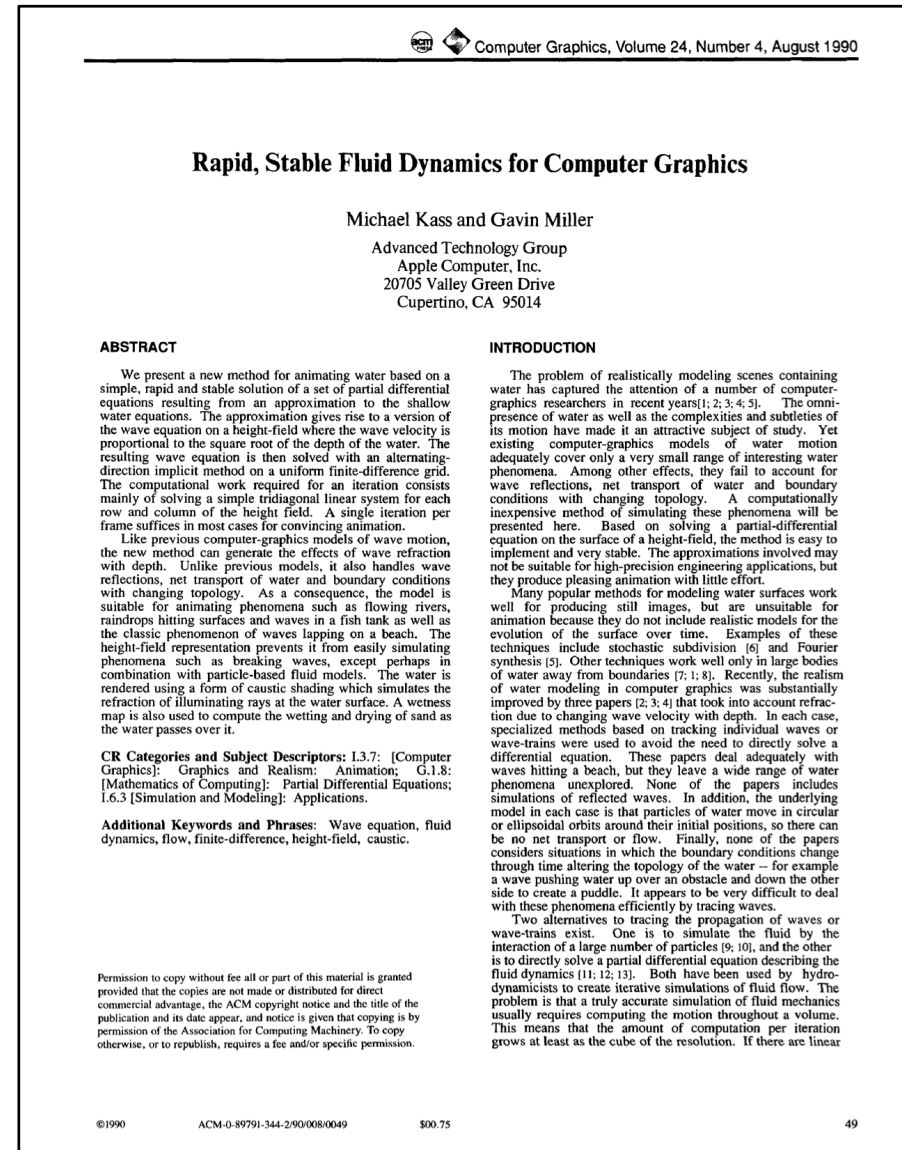 acm PRESS Computer Graphics, Volume 24, Number 4, August 1990
Rapid, Stable Fluid Dynamics for Computer Graphics
Michael Kass and Gavin Miller
Advanced Technology Group
Apple Computer, Inc.
20705 Valley Green Drive
Cupertino, CA 95014
ABSTRACT
We present a new method for animating water based on a
simple, rapid and stable solution of a set of partial differential
equations resulting from an approximation to the shallow
water equations. The approximation gives rise to a version of
the wave equation on a height-field where the wave velocity is
proportional to the square root of the depth of the water. The
resulting wave equation is then solved with an alternating-
direction implicit method on a uniform finite-difference grid.
The computational work required for an iteration consists
mainly of solving a simple tridiagonal linear system for each
row and column of the height field. A single iteration per
frame suffices in most cases for convincing animation.
Like previous computer-graphics models of wave motion,
the new method can generate the effects of wave refraction
with depth. Unlike previous models, it also handles wave
reflections, net transport of water and boundary conditions
with changing topology. As a consequence, the model is
suitable for animating phenomena such as flowing rivers,
raindrops hitting surfaces and waves in a fish tank as well as
the classic phenomenon of waves lapping on a beach. The
height-field representation prevents it from easily simulating
phenomena such as breaking waves, except perhaps in
combination with particle-based fluid models. The water is
rendered using a form of caustic shading which simulates the
refraction of illuminating rays at the water surface. A wetness
map is also used to compute the wetting and drying of sand as
the water passes over it.
CR Categories and Subject Descriptors: I.3.7: [Computer
Graphics]: Graphics and Realism: Animation; G.1.8:
[Mathematics of Computing]: Partial Differential Equations;
I.6.3 [Simulation and Modeling]: Applications.
Additional Keywords and Phrases: Wave equation, fluid
dynamics, flow, finite-difference, height-field, caustic.
Permission to copy without fee all or part of this material is granted
provided that the copies are not made or distributed for direct
commercial advantage, the ACM copyright notice and the title of the
publication and its date appear, and notice is given that copying is by
permission of the Association for Computing Machinery. To copy
otherwise, or to republish, requires a fee and/or specific permission.
INTRODUCTION
The problem of realistically modeling scenes containing
water has captured the attention of a number of computer-
graphics researchers in recent years[1; 2; 3; 4; 5]. The omni-
presence of water as well as the complexities and subtleties of
its motion have made it an attractive subject of study. Yet
existing computer-graphics models of water motion
adequately cover only a very small range of interesting water
phenomena. Among other effects, they fail to account for
wave reflections, net transport of water and boundary
conditions with changing topology. A computationally
inexpensive method of simulating these phenomena will be
presented here. Based on solving a partial-differential
equation on the surface of a height-field, the method is easy to
implement and very stable. The approximations involved may
not be suitable for high-precision engineering applications, but
they produce pleasing animation with little effort.
Many popular methods for modeling water surfaces work
well for producing still images, but are unsuitable for
animation because they do not include realistic models for the
evolution of the surface over time. Examples of these
techniques include stochastic subdivision [6] and Fourier
synthesis [5]. Other techniques work well only in large bodies
of water away from boundaries [7; 1; 8]. Recently, the realism
of water modeling in computer graphics was substantially
improved by three papers [2; 3; 4] that took into account refrac-
tion due to changing wave velocity with depth. In each case,
specialized methods based on tracking individual waves or
wave-trains were used to avoid the need to directly solve a
differential equation. These papers deal adequately with
waves hitting a beach, but they leave a wide range of water
phenomena unexplored. None of the papers includes
simulations of reflected waves. In addition, the underlying
model in each case is that particles of water move in circular
or ellipsoidal orbits around their initial positions, so there can
be no net transport or flow. Finally, none of the papers
considers situations in which the boundary conditions change
through time altering the topology of the water -- for example
a wave pushing water up over an obstacle and down the other
side to create a puddle. It appears to be very difficult to deal
with these phenomena efficiently by tracing waves.
Two alternatives to tracing the propagation of waves or
wave-trains exist. One is to simulate the fluid by the
interaction of a large number of particles [9; 10], and the other
is to directly solve a partial differential equation describing the
fluid dynamics [11; 12; 13]. Both have been used by hydro-
dynamicists to create iterative simulations of fluid flow. The
problem is that a truly accurate simulation of fluid mechanics
usually requires computing the motion throughout a volume.
This means that the amount of computation per iteration
grows at least as the cube of the resolution. If there are linear
©1990 ACM-0-89791-344-2/90/008/0049 $00.75 49